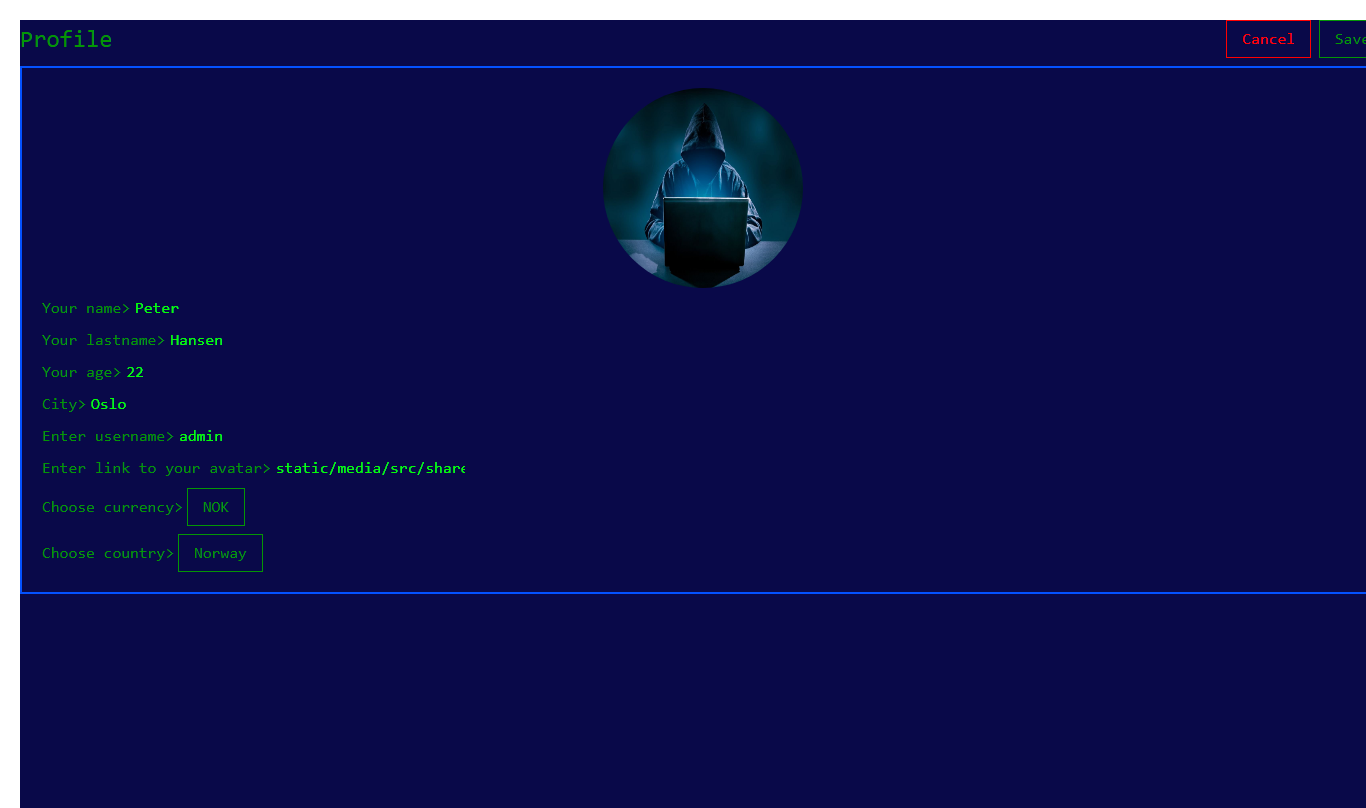 Profile Cancel Save
Your name> Peter
Your lastname> Hansen
Your age> 22
City> Oslo
Enter username> admin
Enter link to your avatar> static/media/src/share
Choose currency> NOK
Choose country> Norway